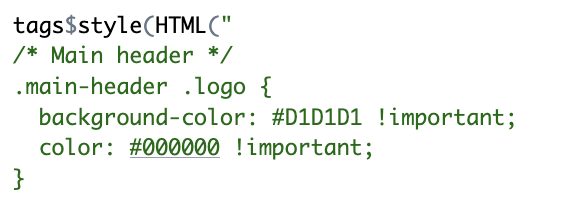 tags$style(HTML("
/* Main header */
.main-header .logo {
  background-color: #D1D1D1 !important;
  color: #000000 !important;
}